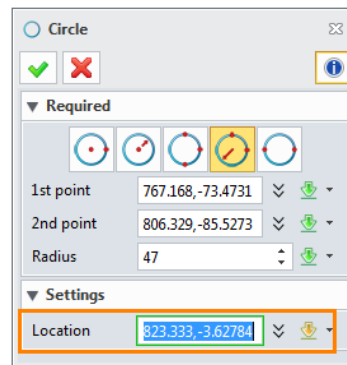 Circle
Required
1st point 767.168,-73.4731
2nd point 806.329,-85.5273
Radius 47
Settings
Location 823.333,-3.62784